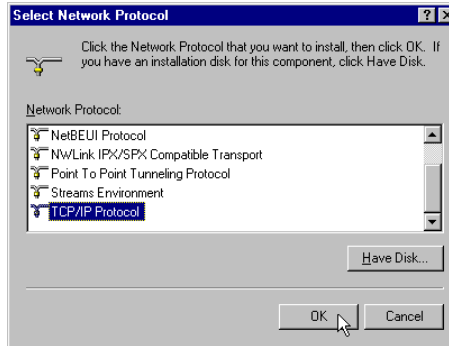 Select Network Protocol
Click the Network Protocol that you want to install, then click OK. If
you have an installation disk for this component, click Have Disk.
Network Protocol:
NetBEUI Protocol
NWLink IPX/SPX Compatible Transport
Point To Point Tunneling Protocol
Streams Environment
TCP/IP Protocol
Have Disk...
OK
Cancel